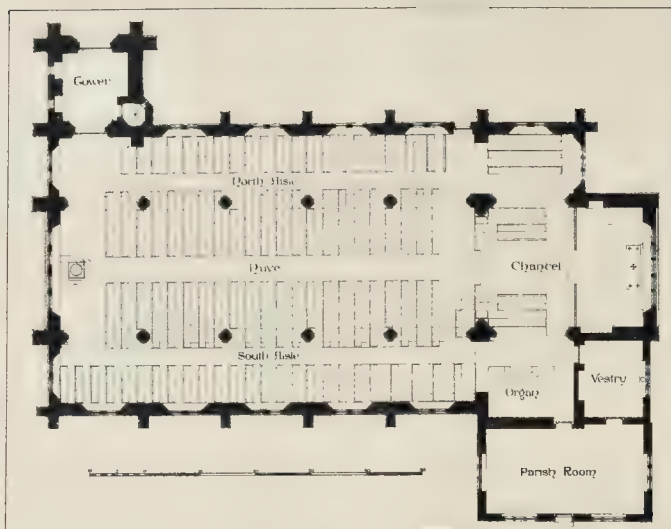 Tower
North Aisle
Nave
Chancel
South Aisle
Organ
Vestry
Parish Room